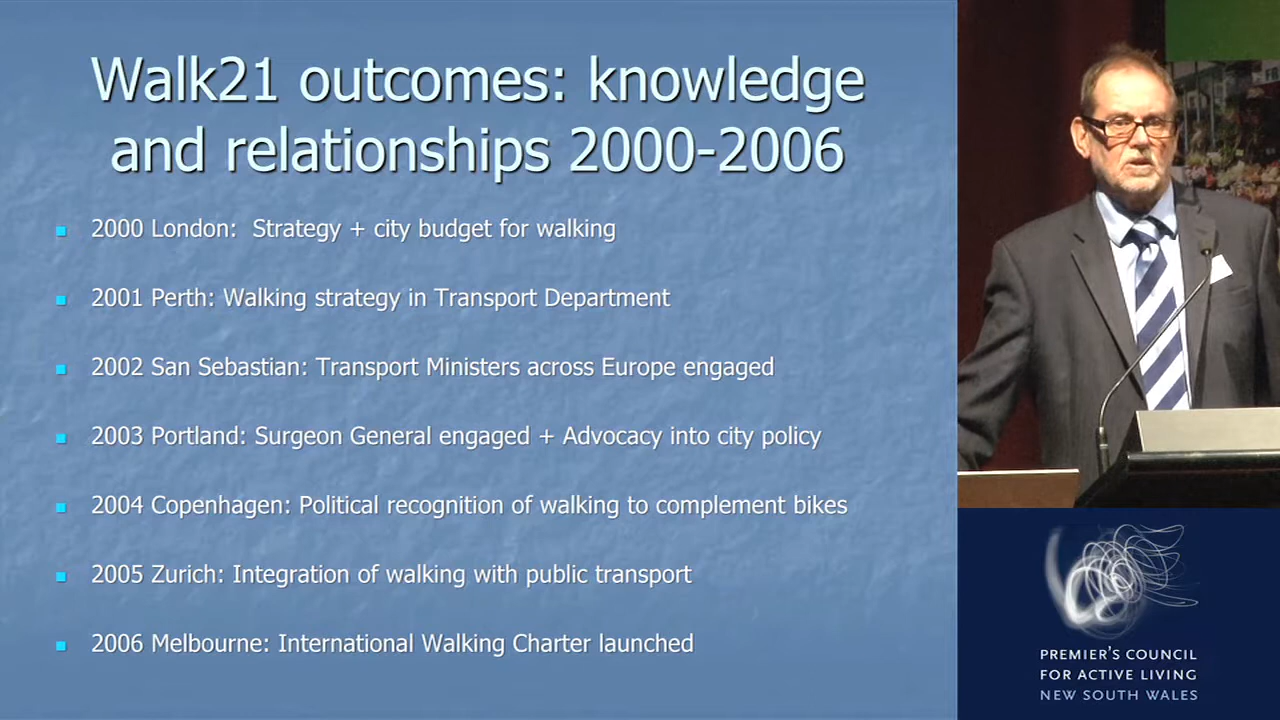 Walk21 outcomes: knowledge
and relationships 2000-2006
2000 London: Strategy + city budget for walking
2001 Perth: Walking strategy in Transport Department
2002 San Sebastian: Transport Ministers across Europe engaged
2003 Portland: Surgeon General engaged + Advocacy into city policy
2004 Copenhagen: Political recognition of walking to complement bikes
2005 Zurich: Integration of walking with public transport
2006 Melbourne: International Walking Charter launched
PREMIER'S COUNCIL
FOR ACTIVE LIVING
NEW SOUTH WALES